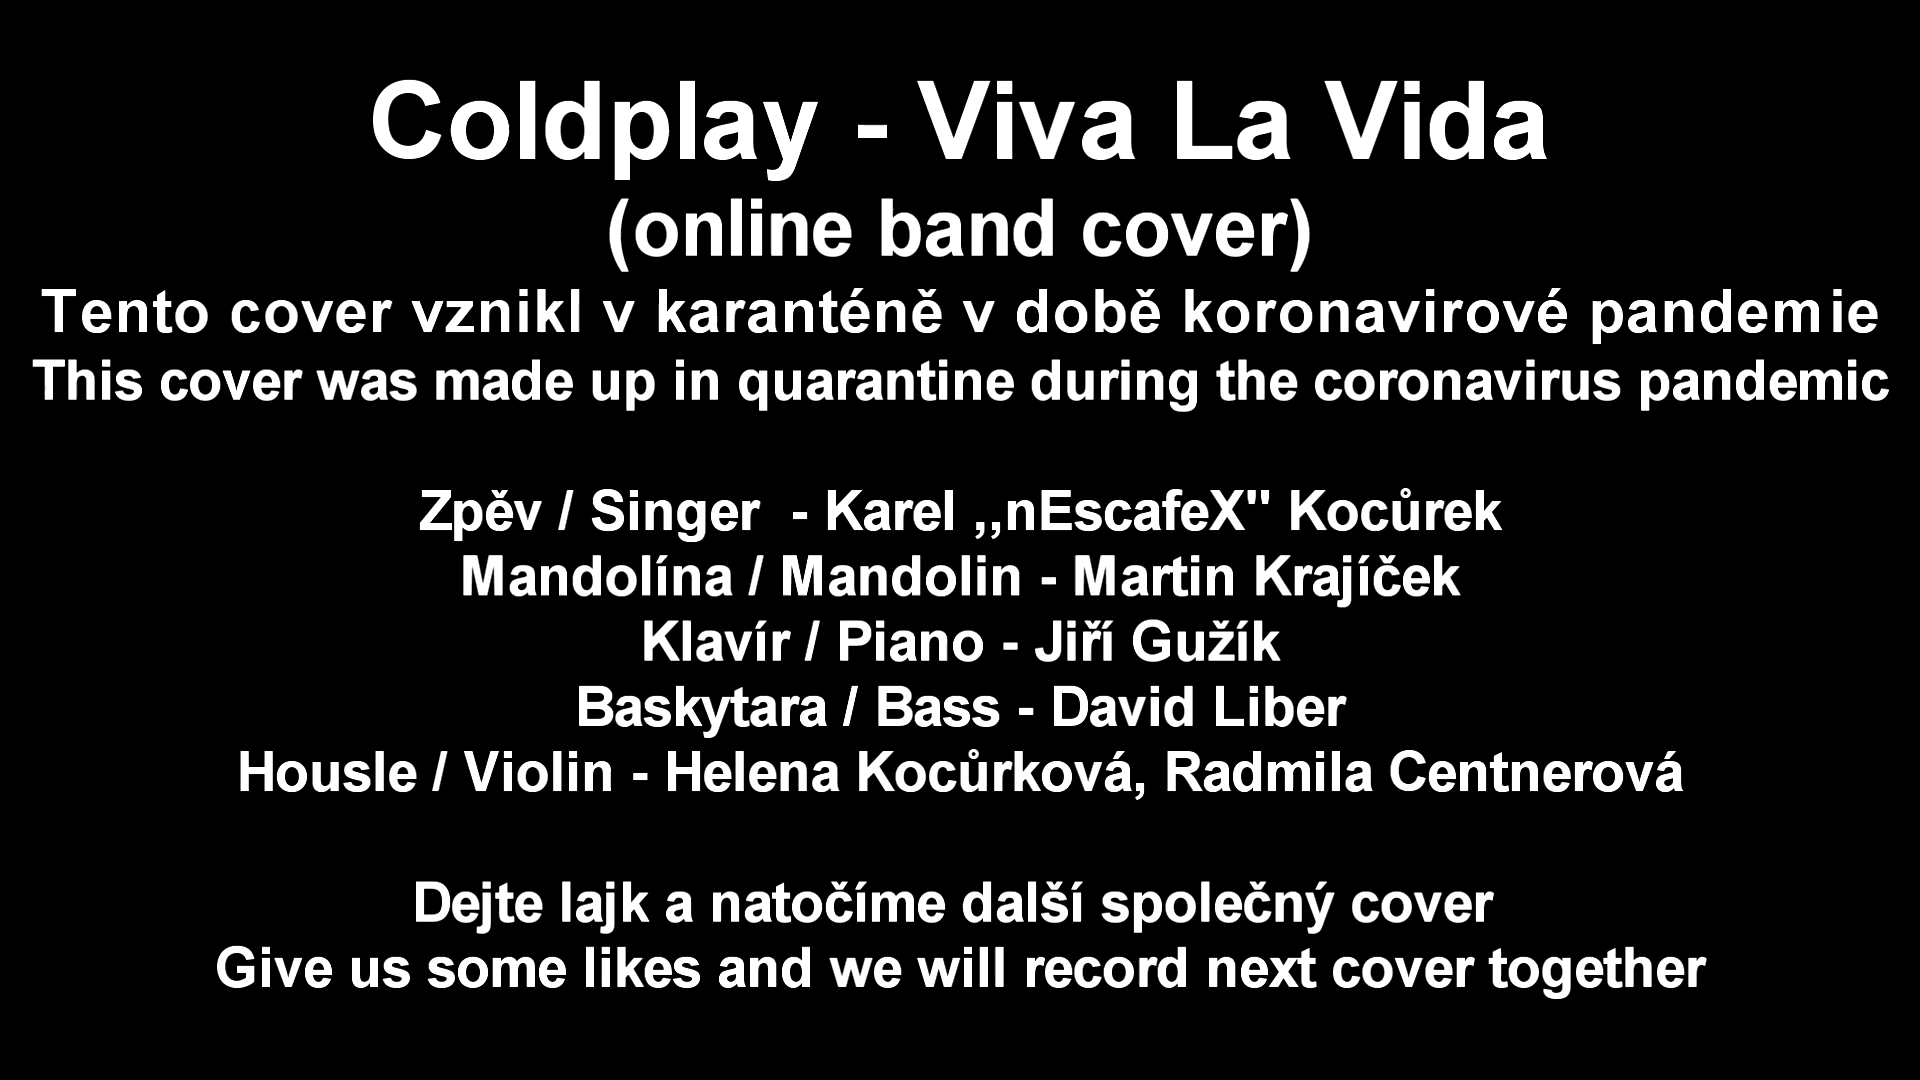 Coldplay - Viva La Vida
(online band cover)
Tento cover vznikl v karanténě v době koronavirové pandemie
This cover was made up in quarantine during the coronavirus pandemic
Zpěv / Singer  - Karel ,,nEscafeX" Kocůrek
Mandolína / Mandolin - Martin Krajíček
Klavír / Piano - Jiří Gužík
Baskytara / Bass - David Liber
Housle / Violin - Helena Kocůrková, Radmila Centnerová
Dejte lajk a natočíme další společný cover
Give us some likes and we will record next cover together